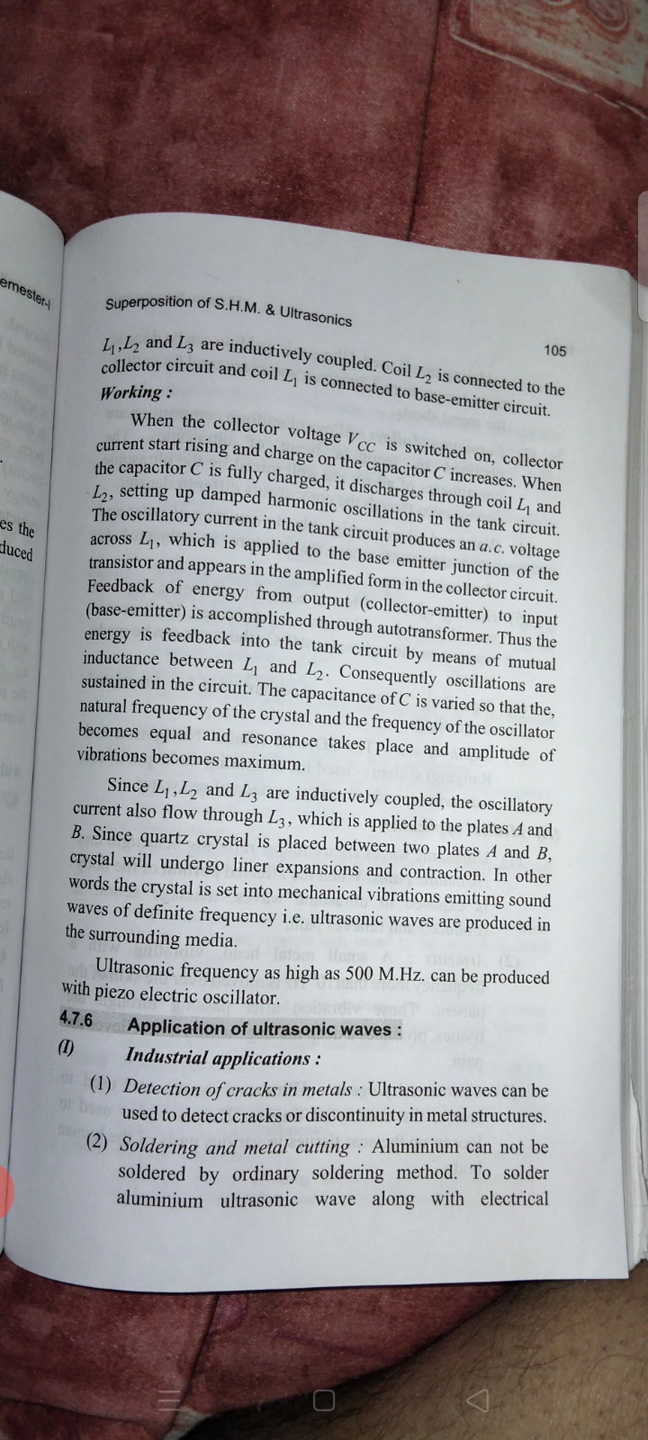 emester-I
es the
duced
Superposition of S.H.M. & Ultrasonics
105
L₁,L₂ and L₃ are inductively coupled. Coil L₂ is connected to the
collector circuit and coil L₁ is connected to base-emitter circuit.
Working :
When the collector voltage V_CC is switched on, collector
current start rising and charge on the capacitor C increases. When
the capacitor C is fully charged, it discharges through coil L₁ and
L₂, setting up damped harmonic oscillations in the tank circuit.
The oscillatory current in the tank circuit produces an a.c. voltage
across L₁, which is applied to the base emitter junction of the
transistor and appears in the amplified form in the collector circuit.
Feedback of energy from output (collector-emitter) to input
(base-emitter) is accomplished through autotransformer. Thus the
energy is feedback into the tank circuit by means of mutual
inductance between L₁ and L₂. Consequently oscillations are
sustained in the circuit. The capacitance of C is varied so that the,
natural frequency of the crystal and the frequency of the oscillator
becomes equal and resonance takes place and amplitude of
vibrations becomes maximum.
Since L₁,L₂ and L₃ are inductively coupled, the oscillatory
current also flow through L₃, which is applied to the plates A and
B. Since quartz crystal is placed between two plates A and B,
crystal will undergo liner expansions and contraction. In other
words the crystal is set into mechanical vibrations emitting sound
waves of definite frequency i.e. ultrasonic waves are produced in
the surrounding media.
Ultrasonic frequency as high as 500 M.Hz. can be produced
with piezo electric oscillator.
4.7.6 Application of ultrasonic waves :
(I) Industrial applications :
(1) Detection of cracks in metals : Ultrasonic waves can be
used to detect cracks or discontinuity in metal structures.
(2) Soldering and metal cutting : Aluminium can not be
soldered by ordinary soldering method. To solder
aluminium ultrasonic wave along with electrical